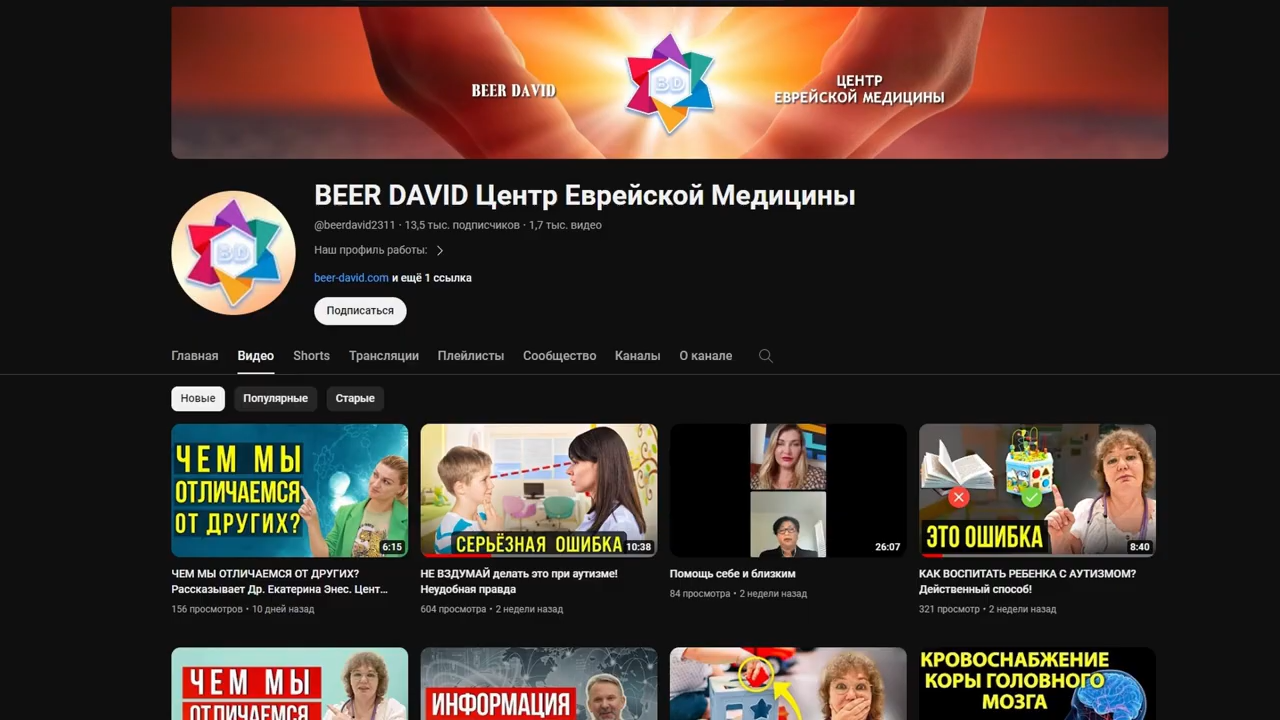 BEER DAVID
BD
ЦЕНТР
ЕВРЕЙСКОЙ МЕДИЦИНЫ
BD
BEER DAVID Центр Еврейской Медицины
@beerdavid2311 · 13,5 тыс. подписчиков · 1,7 тыс. видео
Наш профиль работы:
beer-david.com и ещё 1 ссылка
Подписаться
Главная Видео Shorts Трансляции Плейлисты Сообщество Каналы О канале
Новые Популярные Старые
ЧЕМ МЫ
ОТЛИЧАЕМСЯ
ОТ ДРУГИХ?
6:15
СЕРЬЁЗНАЯ ОШИБКА
10:38
26:07
ЭТО ОШИБКА
8:40
ЧЕМ МЫ ОТЛИЧАЕМСЯ ОТ ДРУГИХ?
Рассказывает Др. Екатерина Энес. Цент...
156 просмотров • 10 дней назад
НЕ ВЗДУМАЙ делать это при аутизме!
Неудобная правда
604 просмотра • 2 недели назад
Помощь себе и близким
84 просмотра • 2 недели назад
КАК ВОСПИТАТЬ РЕБЕНКА С АУТИЗМОМ?
Действенный способ!
321 просмотр • 2 недели назад
ЧЕМ МЫ
ОТЛИЧАЕМСЯ
ИНФОРМАЦИЯ
КРОВОСНАБЖЕНИЕ
КОРЫ ГОЛОВНОГО
МОЗГА